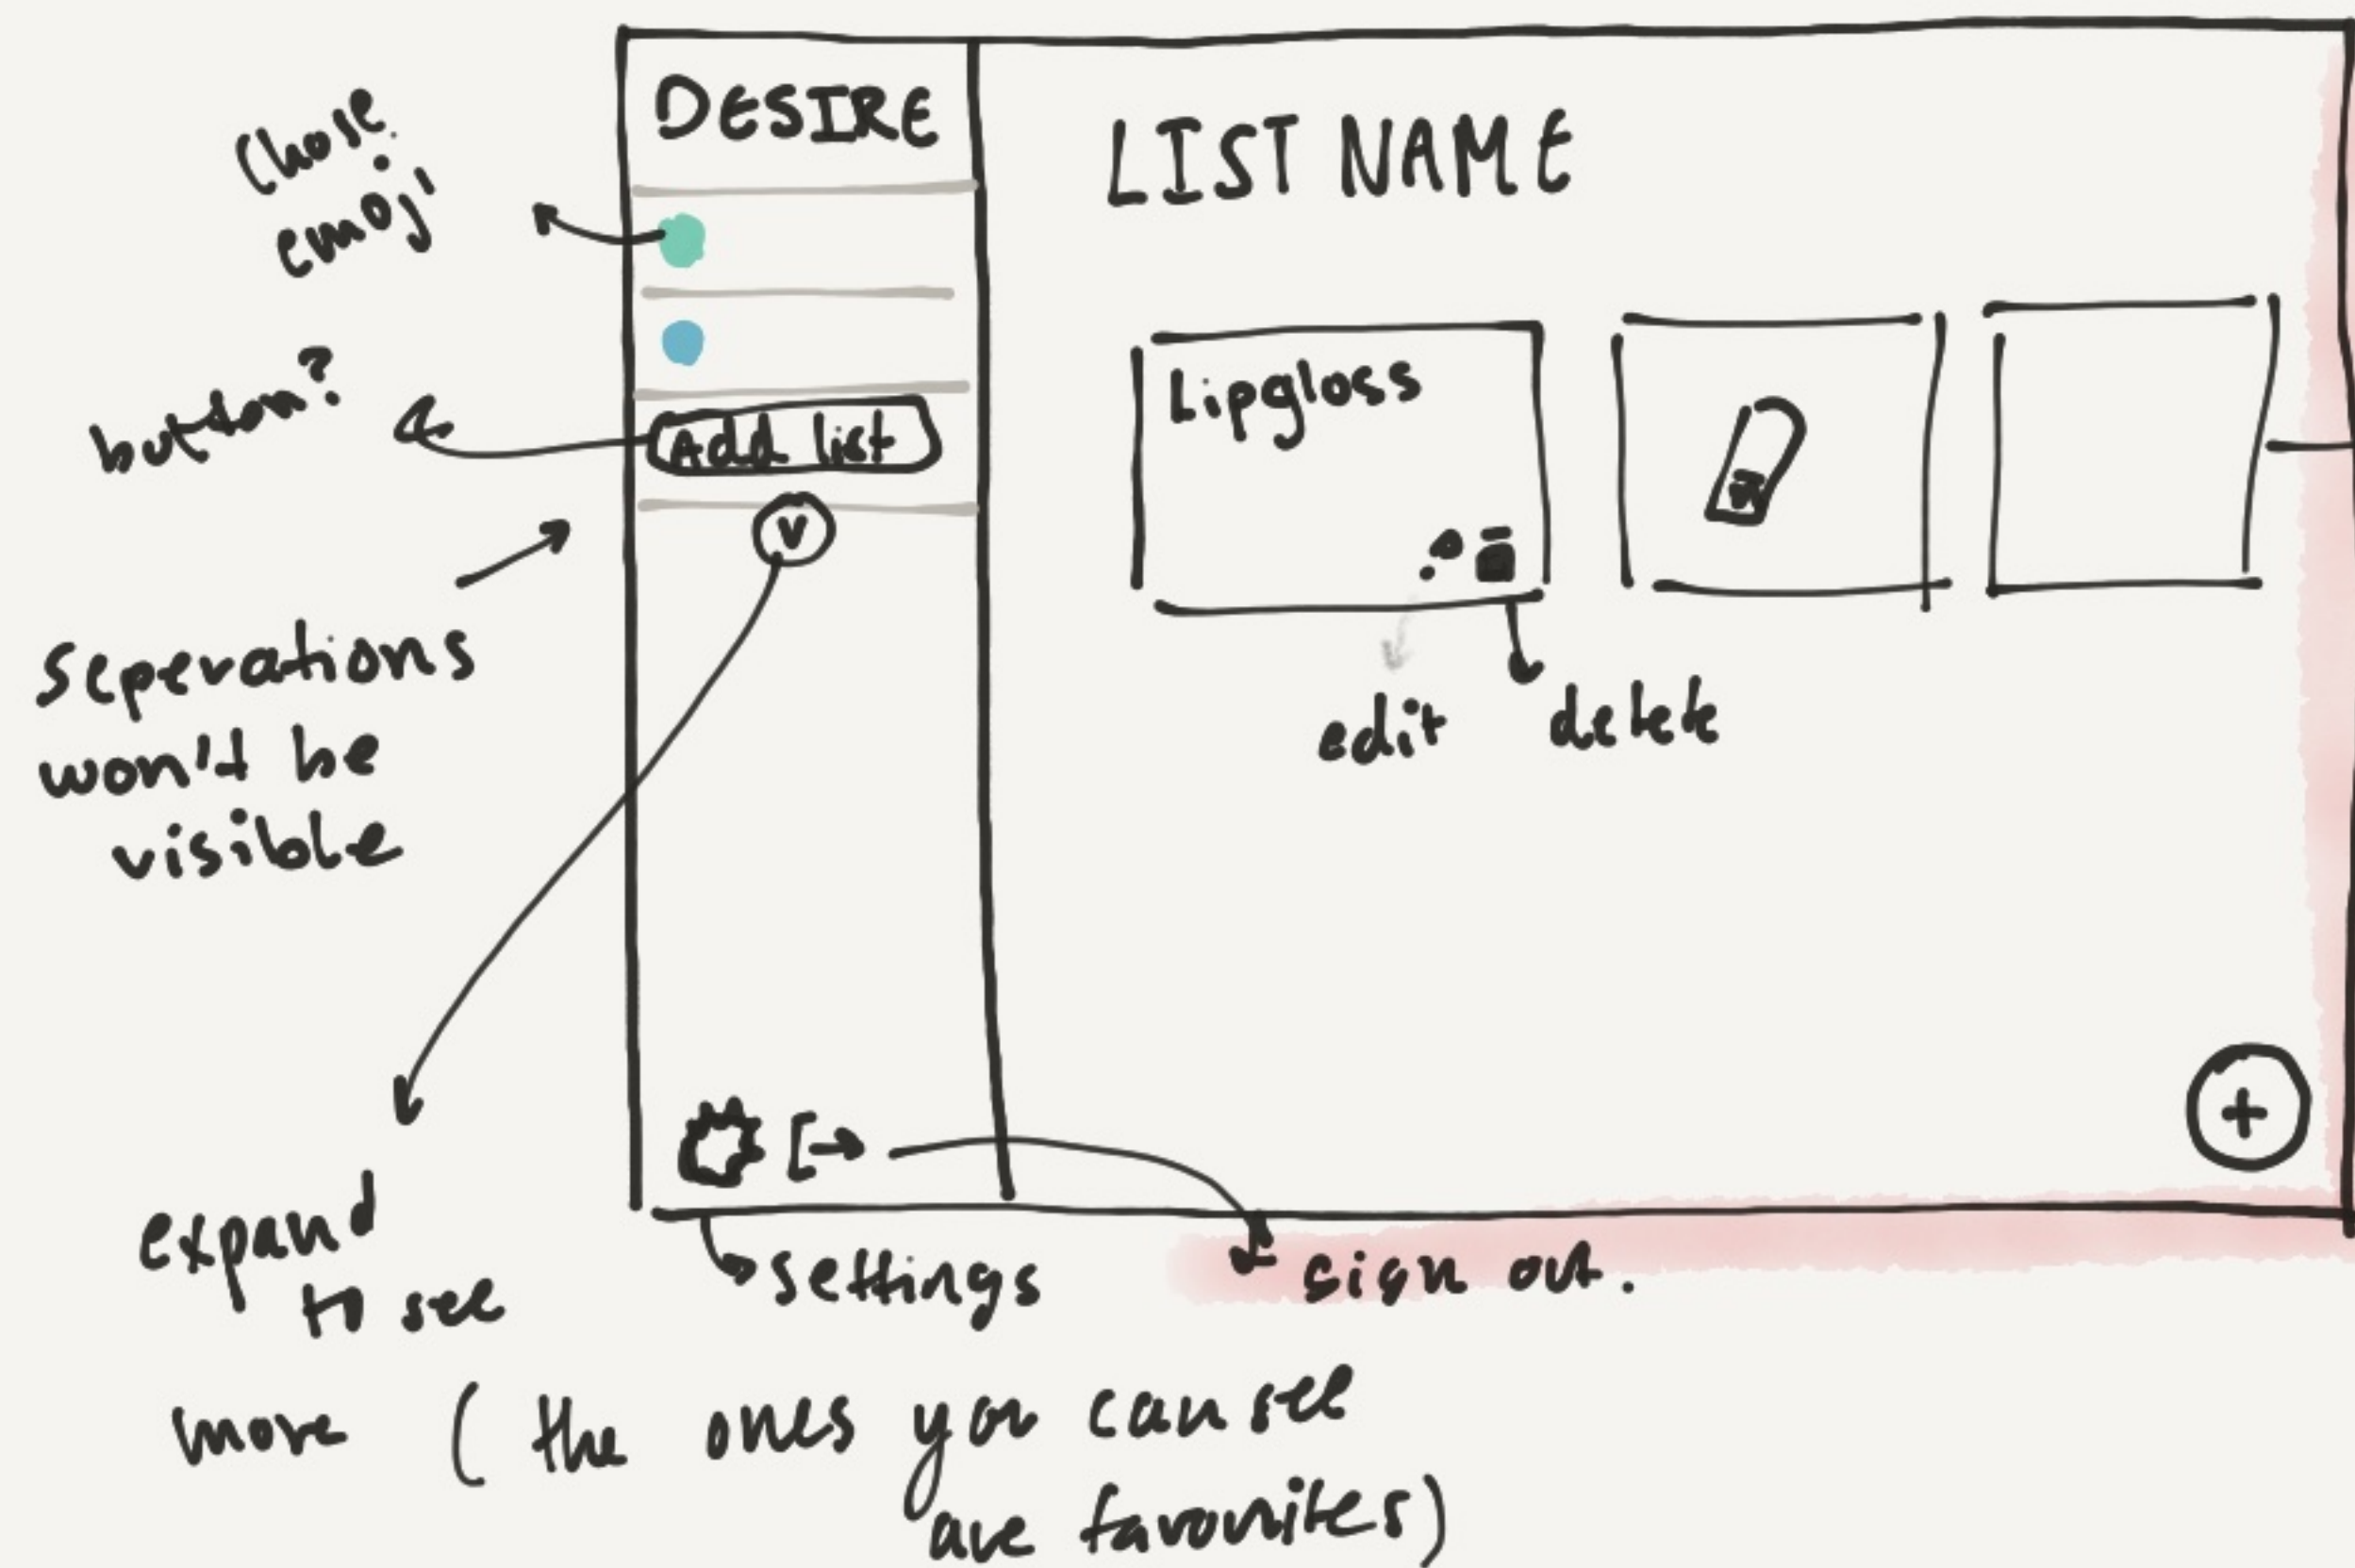 Chose
emoji
button?
seperations
won't be
visible
expand
to see
more (the ones you can see
are favorites)
DESIRE
Add list
v
LIST NAME
Lipgloss
edit delete
+
settings
sign out.